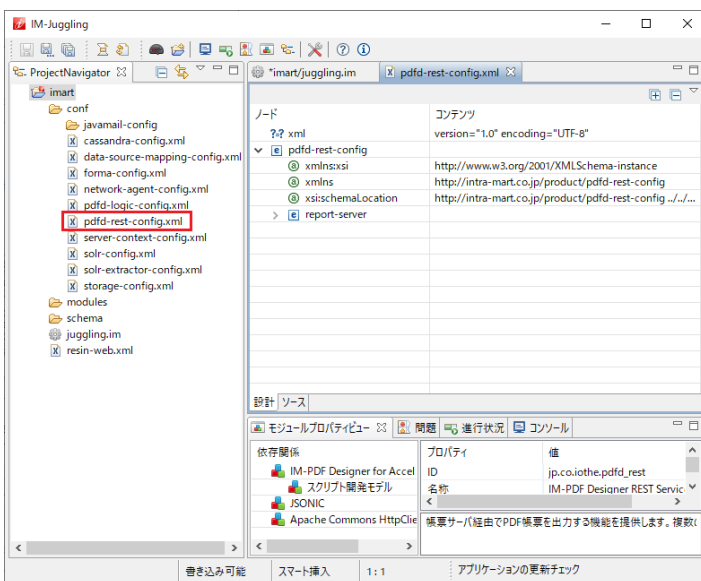 IM-Juggling
ProjectNavigator
*imart/juggling.im
pdfd-rest-config.xml
imart
conf
javamail-config
cassandra-config.xml
data-source-mapping-config.xml
forma-config.xml
network-agent-config.xml
pdfd-logic-config.xml
pdfd-rest-config.xml
server-context-config.xml
solr-config.xml
solr-extractor-config.xml
storage-config.xml
modules
schema
juggling.im
resin-web.xml
ノード コンテンツ
?=? xml version="1.0" encoding="UTF-8"
pdfd-rest-config
xmlns:xsi http://www.w3.org/2001/XMLSchema-instance
xmlns http://intra-mart.co.jp/product/pdfd-rest-config
xsi:schemaLocation http://intra-mart.co.jp/product/pdfd-rest-config ../../...
report-server
設計 ソース
モジュールプロパティビュー 問題 進行状況 コンソール
依存関係
IM-PDF Designer for Accel
スクリプト開発モデル
JSONIC
Apache Commons HttpClie
プロパティ 値
ID jp.co.iothe.pdfd_rest
名称 IM-PDF Designer REST Servic
帳票サーバ経由でPDF帳票を出力する機能を提供します。複数
書き込み可能 スマート挿入 1:1 アプリケーションの更新チェック